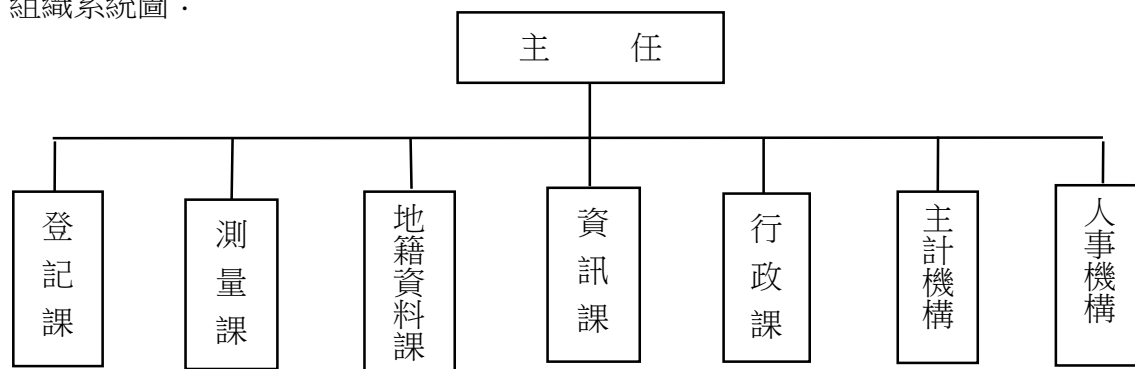 組織系統圖：
主任
登記課
測量課
地籍資料課
資訊課
行政課
主計機構
人事機構